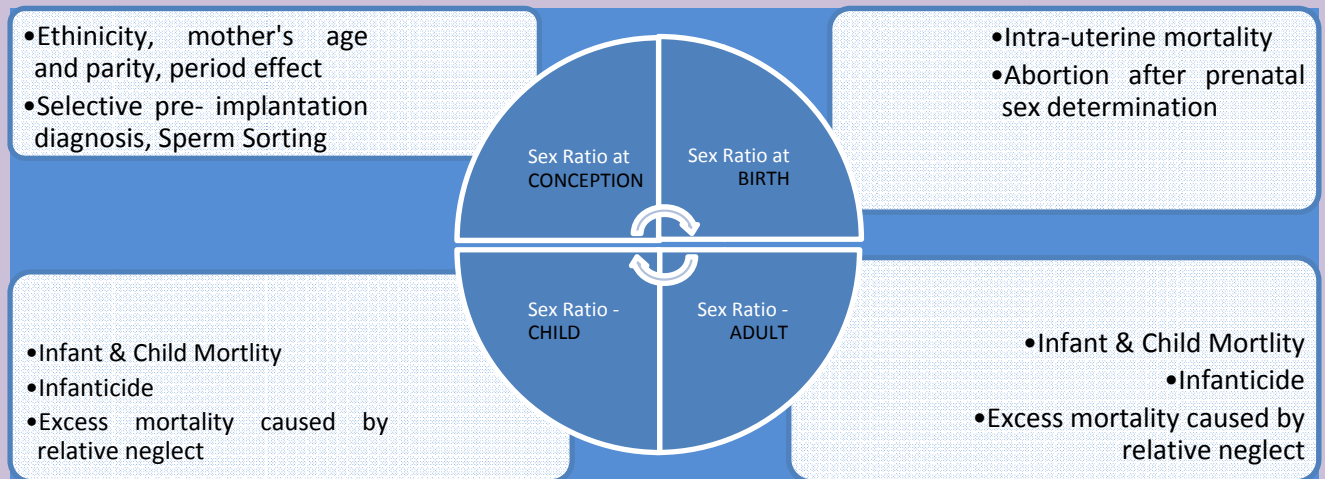 •Ethinicity, mother's age
and parity, period effect
•Selective pre- implantation
diagnosis, Sperm Sorting
•Intra-uterine mortality
•Abortion after prenatal
sex determination
Sex Ratio at
CONCEPTION
Sex Ratio at
BIRTH
Sex Ratio -
CHILD
Sex Ratio -
ADULT
•Infant & Child Mortlity
•Infanticide
•Excess mortality caused by
relative neglect
•Infant & Child Mortlity
•Infanticide
•Excess mortality caused by
relative neglect